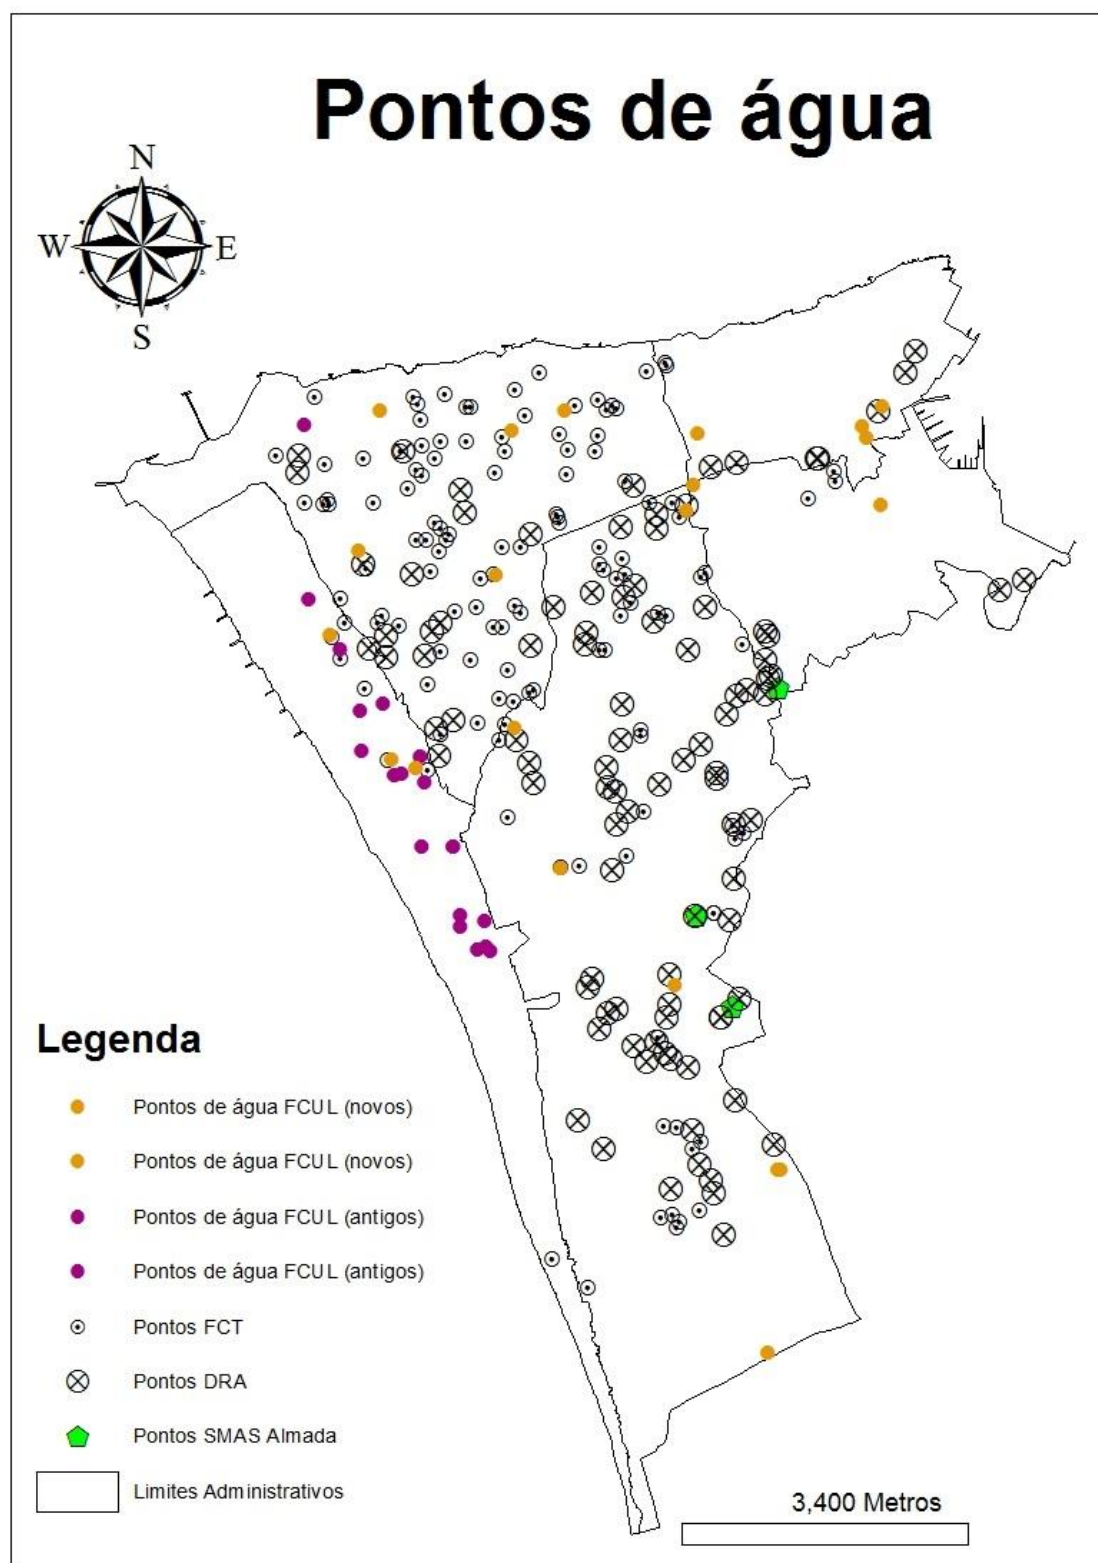 Pontos de água
N
W
E
S
Legenda
Pontos de água FCUL (novos)
Pontos de água FCUL (novos)
Pontos de água FCUL (antigos)
Pontos de água FCUL (antigos)
Pontos FCT
Pontos DRA
Pontos SMAS Almada
Limites Administrativos
3,400 Metros